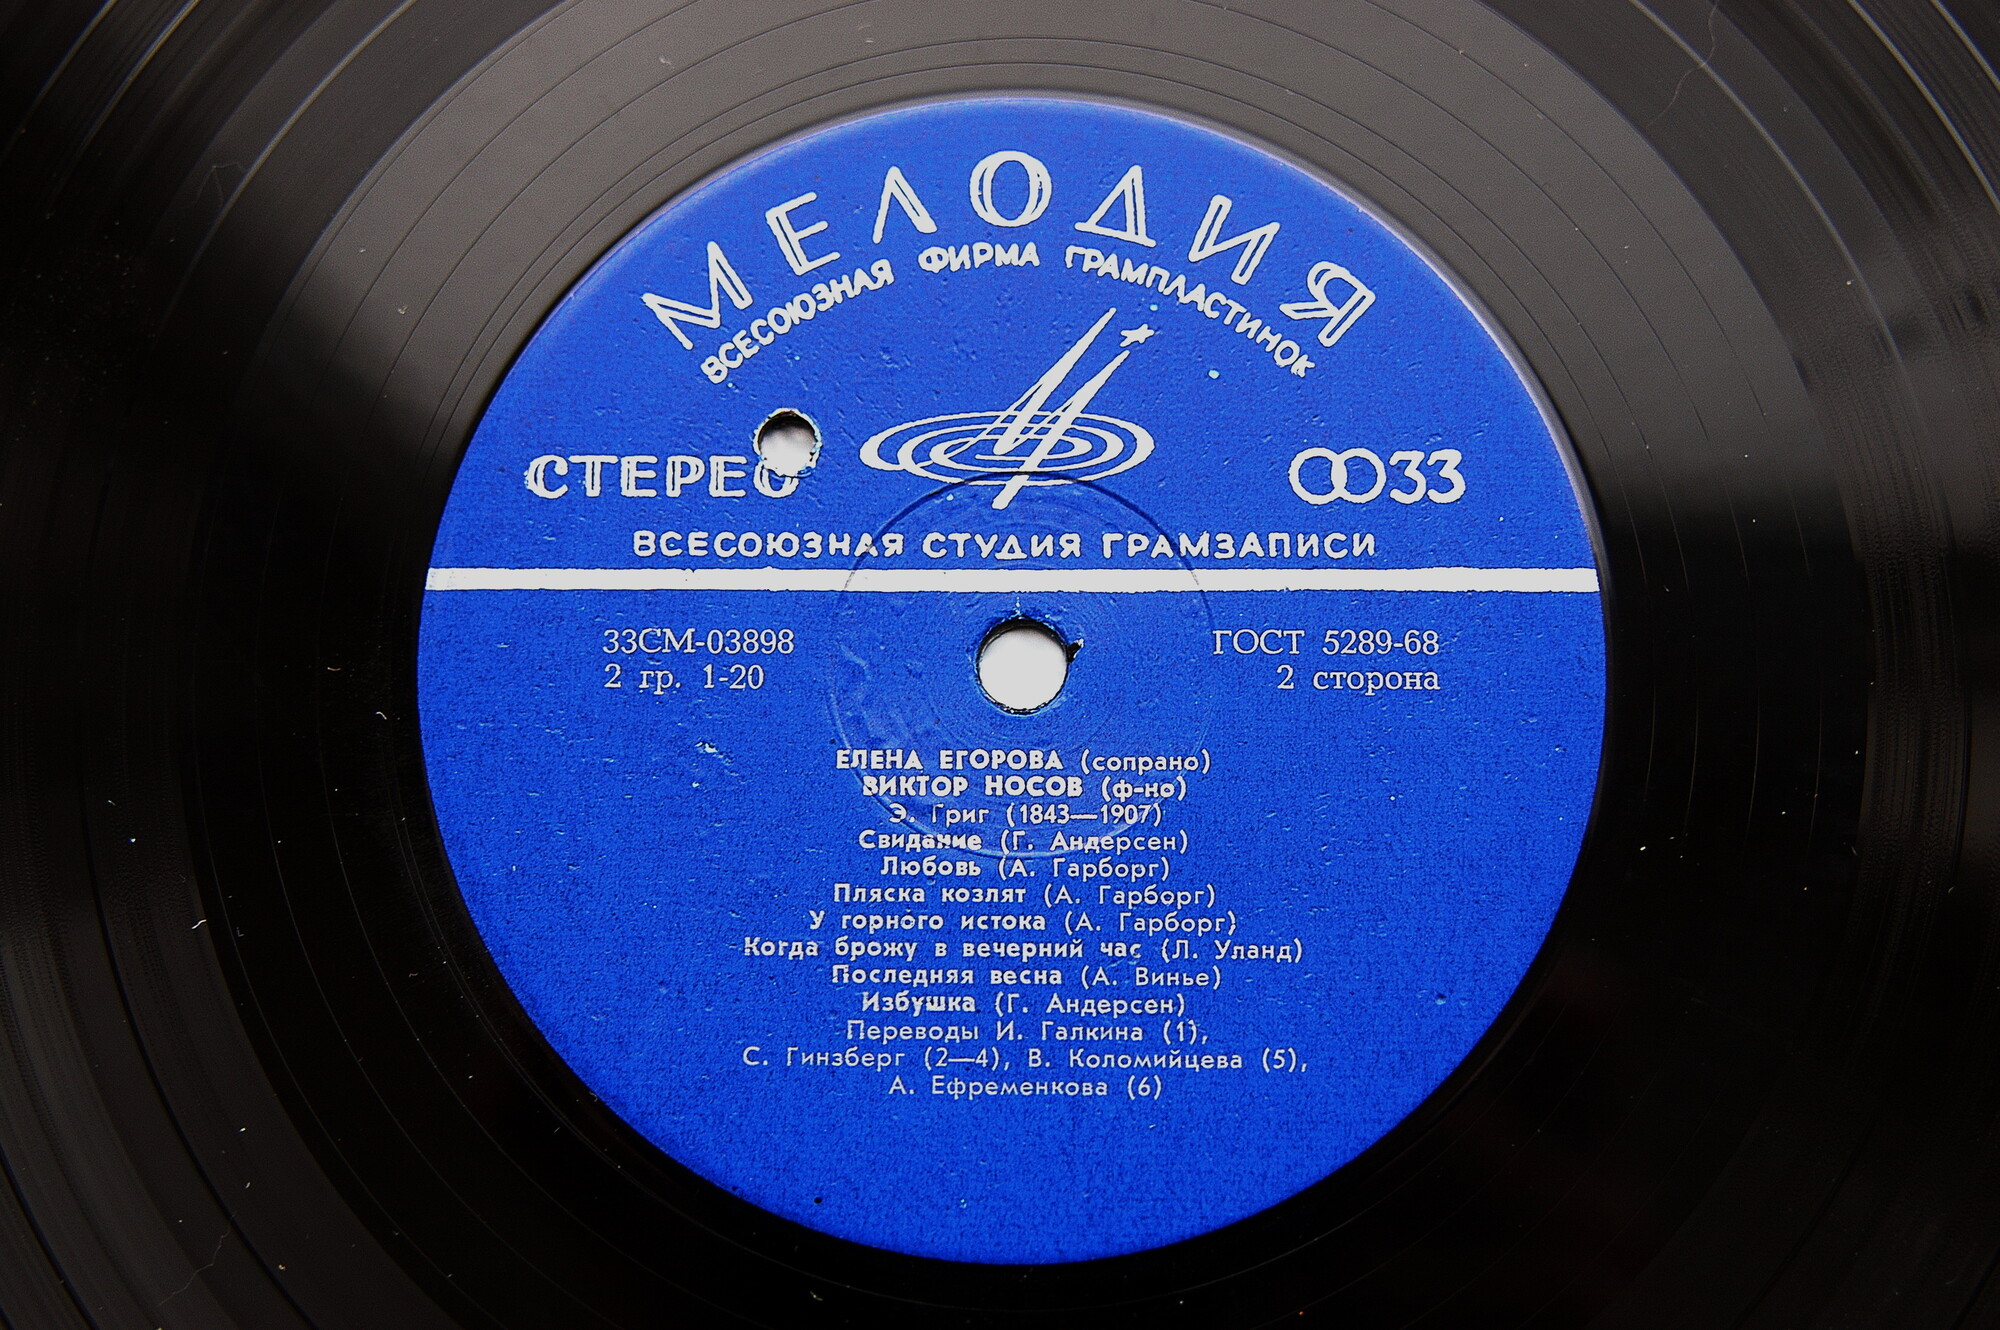 МЕЛОДИЯ
ВСЕСОЮЗНАЯ ФИРМА ГРАМПЛАСТИНОК
СТЕРЕО
33
ВСЕСОЮЗНАЯ СТУДИЯ ГРАМЗАПИСИ
33СМ-03898
2 гр. 1-20
ГОСТ 5289-68
2 сторона
ЕЛЕНА ЕГОРОВА (сопрано)
ВИКТОР НОСОВ (ф-но)
Э. Григ (1843—1907)
Свидание (Г. Андерсен)
Любовь (А. Гарборг)
Пляска козлят (А. Гарборг)
У горного истока (А. Гарборг)
Когда брожу в вечерний час (Л. Уланд)
Последняя весна (А. Винье)
Избушка (Г. Андерсен)
Переводы И. Галкина (1),
С. Гинзберг (2—4), В. Коломийцева (5),
А. Ефременкова (6)